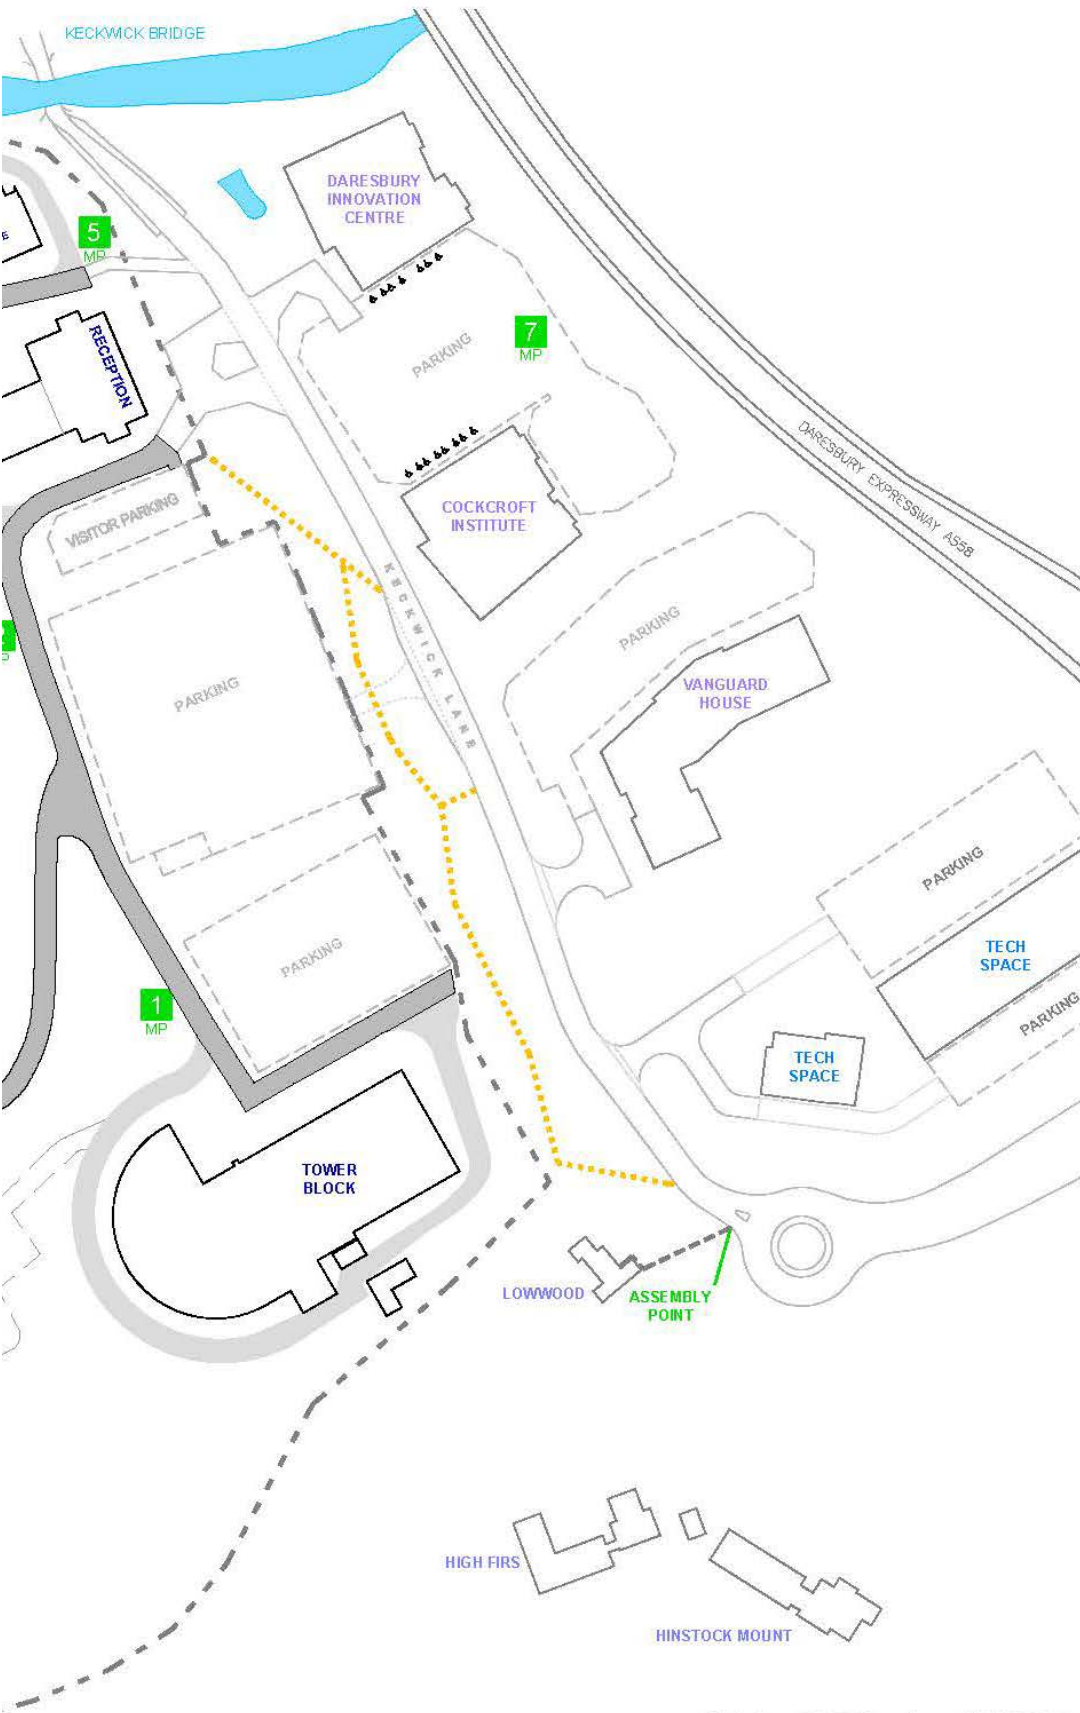 KECKWICK BRIDGE
DARESBURY
INNOVATION
CENTRE
E
5
MP
7
MP
RECEPTION
PARKING
DARESBURY EXPRESSWAY A558
VISITOR PARKING
COCKCROFT
INSTITUTE
KECKWICK LANE
PARKING
PARKING
VANGUARD
HOUSE
PARKING
PARKING
TECH
SPACE
PARKING
1
MP
TECH
SPACE
TOWER
BLOCK
LOWWOOD
ASSEMBLY
POINT
HIGH FIRS
HINSTOCK MOUNT